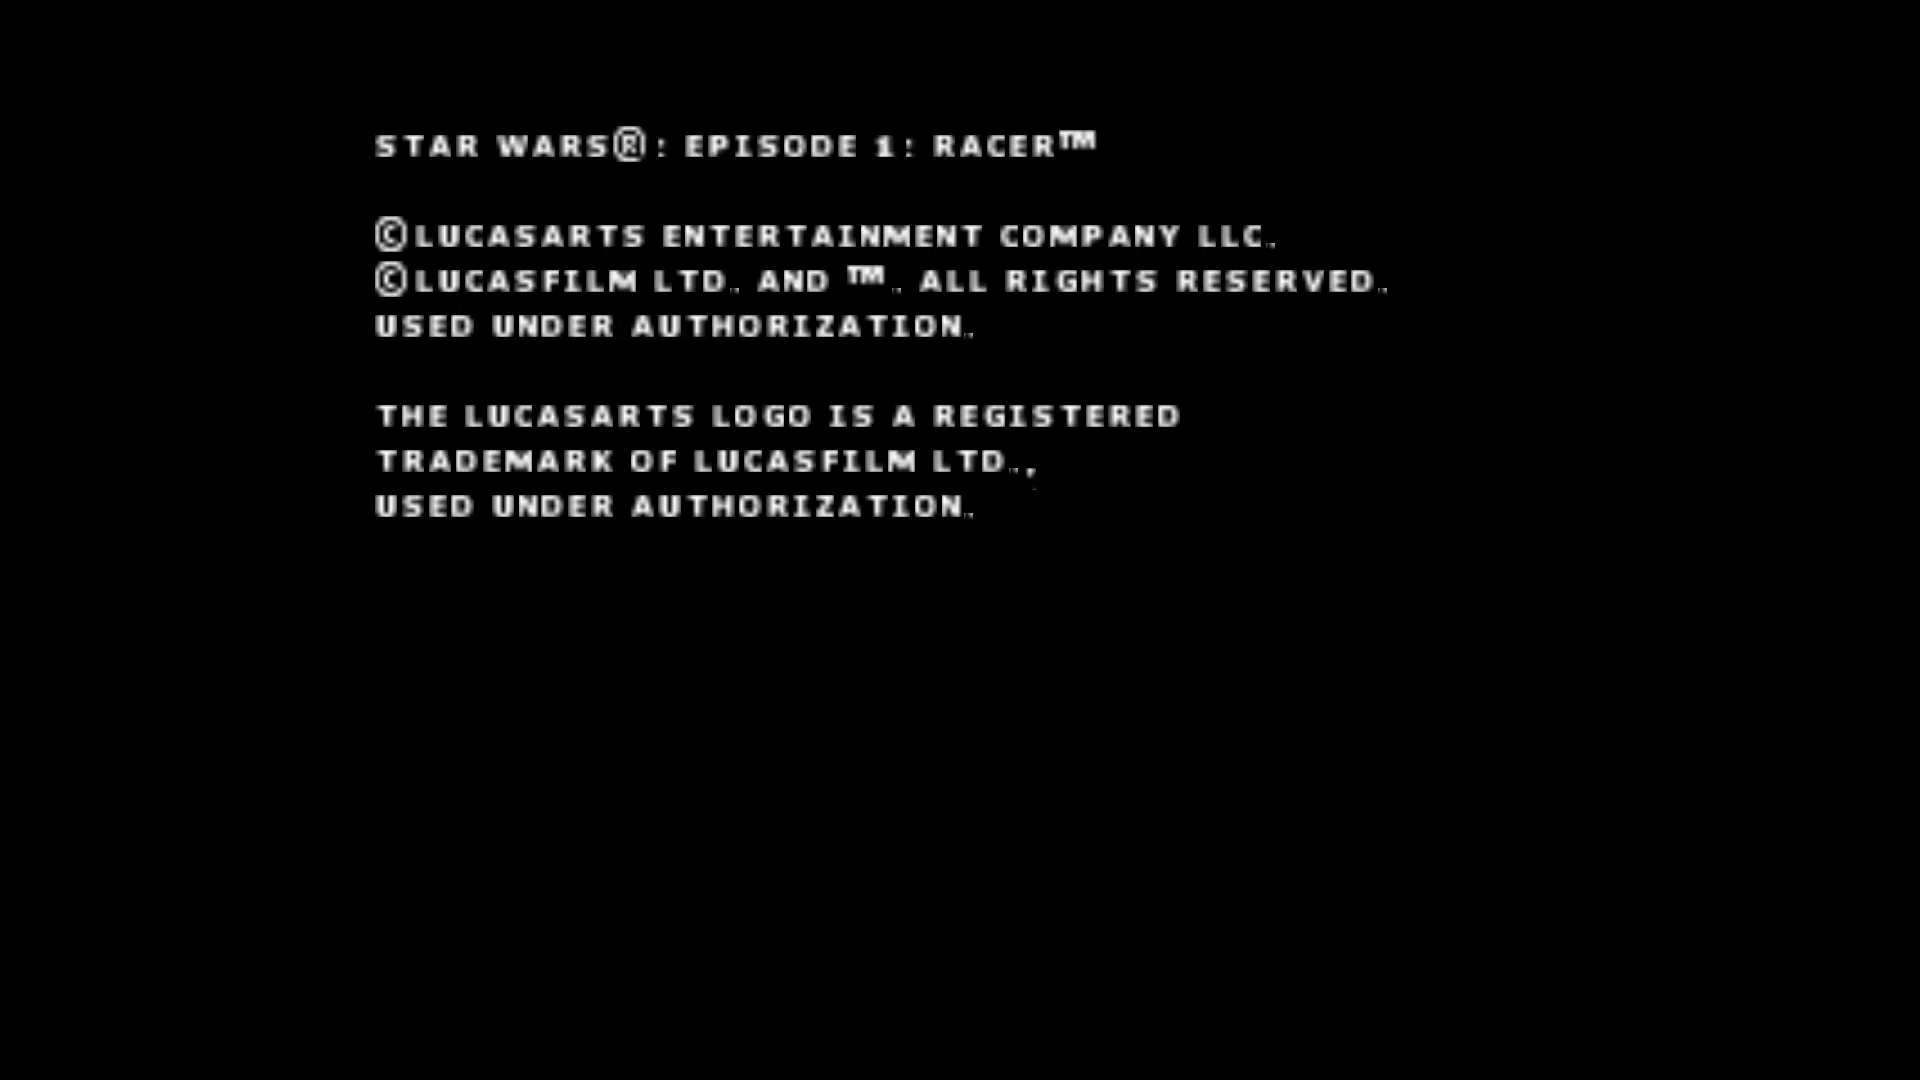 STAR WARS®: EPISODE 1: RACER™
©LUCASARTS ENTERTAINMENT COMPANY LLC.
©LUCASFILM LTD. AND ™. ALL RIGHTS RESERVED.
USED UNDER AUTHORIZATION.
THE LUCASARTS LOGO IS A REGISTERED
TRADEMARK OF LUCASFILM LTD.,
USED UNDER AUTHORIZATION.